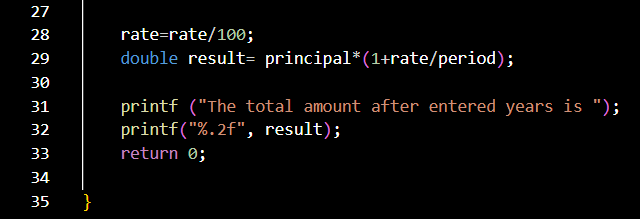 27
28 rate=rate/100;
29 double result= principal*(1+rate/period);
30
31 printf ("The total amount after entered years is ");
32 printf("%.2f", result);
33 return 0;
34
35 }